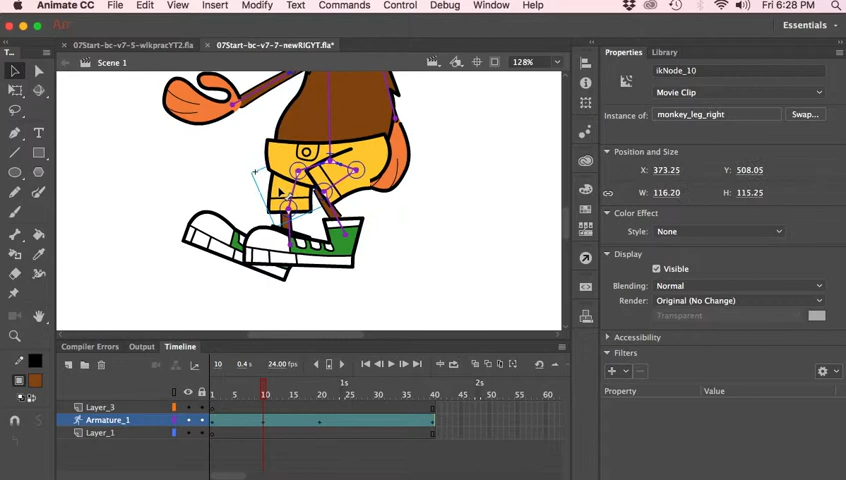 Animate CC File Edit View Insert Modify Text Commands Control Debug Window Help Fri 6:28 PM
An Essentials
T... 07Start-bc-v7-5-wlkpracYT2.fla 07Start-bc-v7-7-newRIGYT.fla*
Scene 1 128%
Properties Library
ikNode_10
Movie Clip
Instance of: monkey_leg_right Swap...
Position and Size
X: 373.25 Y: 508.05
W: 116.20 H: 115.25
Color Effect
Style: None
Display
Visible
Blending: Normal
Render: Original (No Change)
Transparent
Accessibility
Filters
Property Value
Compiler Errors Output Timeline
10 0.4 s 24.00 fps
1s 2s
1 5 10 15 20 25 30 35 40 45 50 55 60
Layer_3
Armature_1
Layer_1